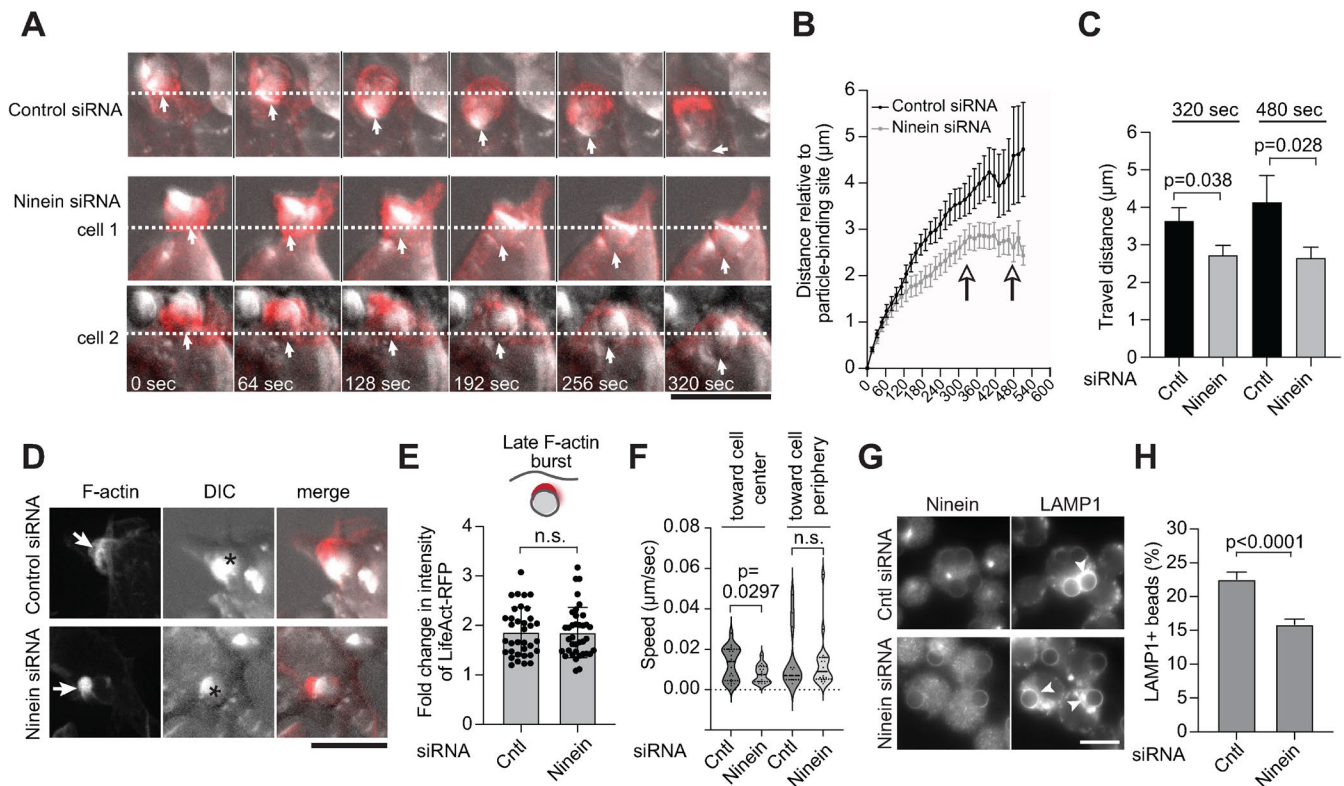 A
Control siRNA
Ninein siRNA
cell 1
cell 2
0 sec
64 sec
128 sec
192 sec
256 sec
320 sec
B
Distance relative to
particle-binding site (μm)
6
5
4
3
2
1
0
Control siRNA
Ninein siRNA
0
60
120
180
240
300
360
420
480
540
600
C
320 sec
480 sec
Travel distance (μm)
6
5
4
3
2
1
0
p=0.038
p=0.028
siRNA
Cntl
Ninein
Cntl
Ninein
D
F-actin
DIC
merge
Control siRNA
*
Ninein siRNA
*
E
Late F-actin
burst
Fold change in intensity
of LifeAct-RFP
4
3
2
1
0
n.s.
siRNA
Cntl
Ninein
F
toward cell
center
toward cell
periphery
Speed (μm/sec)
0.08
0.06
0.04
0.02
0.00
n.s.
p=
0.0297
siRNA
Cntl
Ninein
Cntl
Ninein
G
Ninein
LAMP1
Cntl siRNA
Ninein siRNA
H
LAMP1+ beads (%)
30
25
20
15
10
5
0
p<0.0001
siRNA
Cntl
Ninein